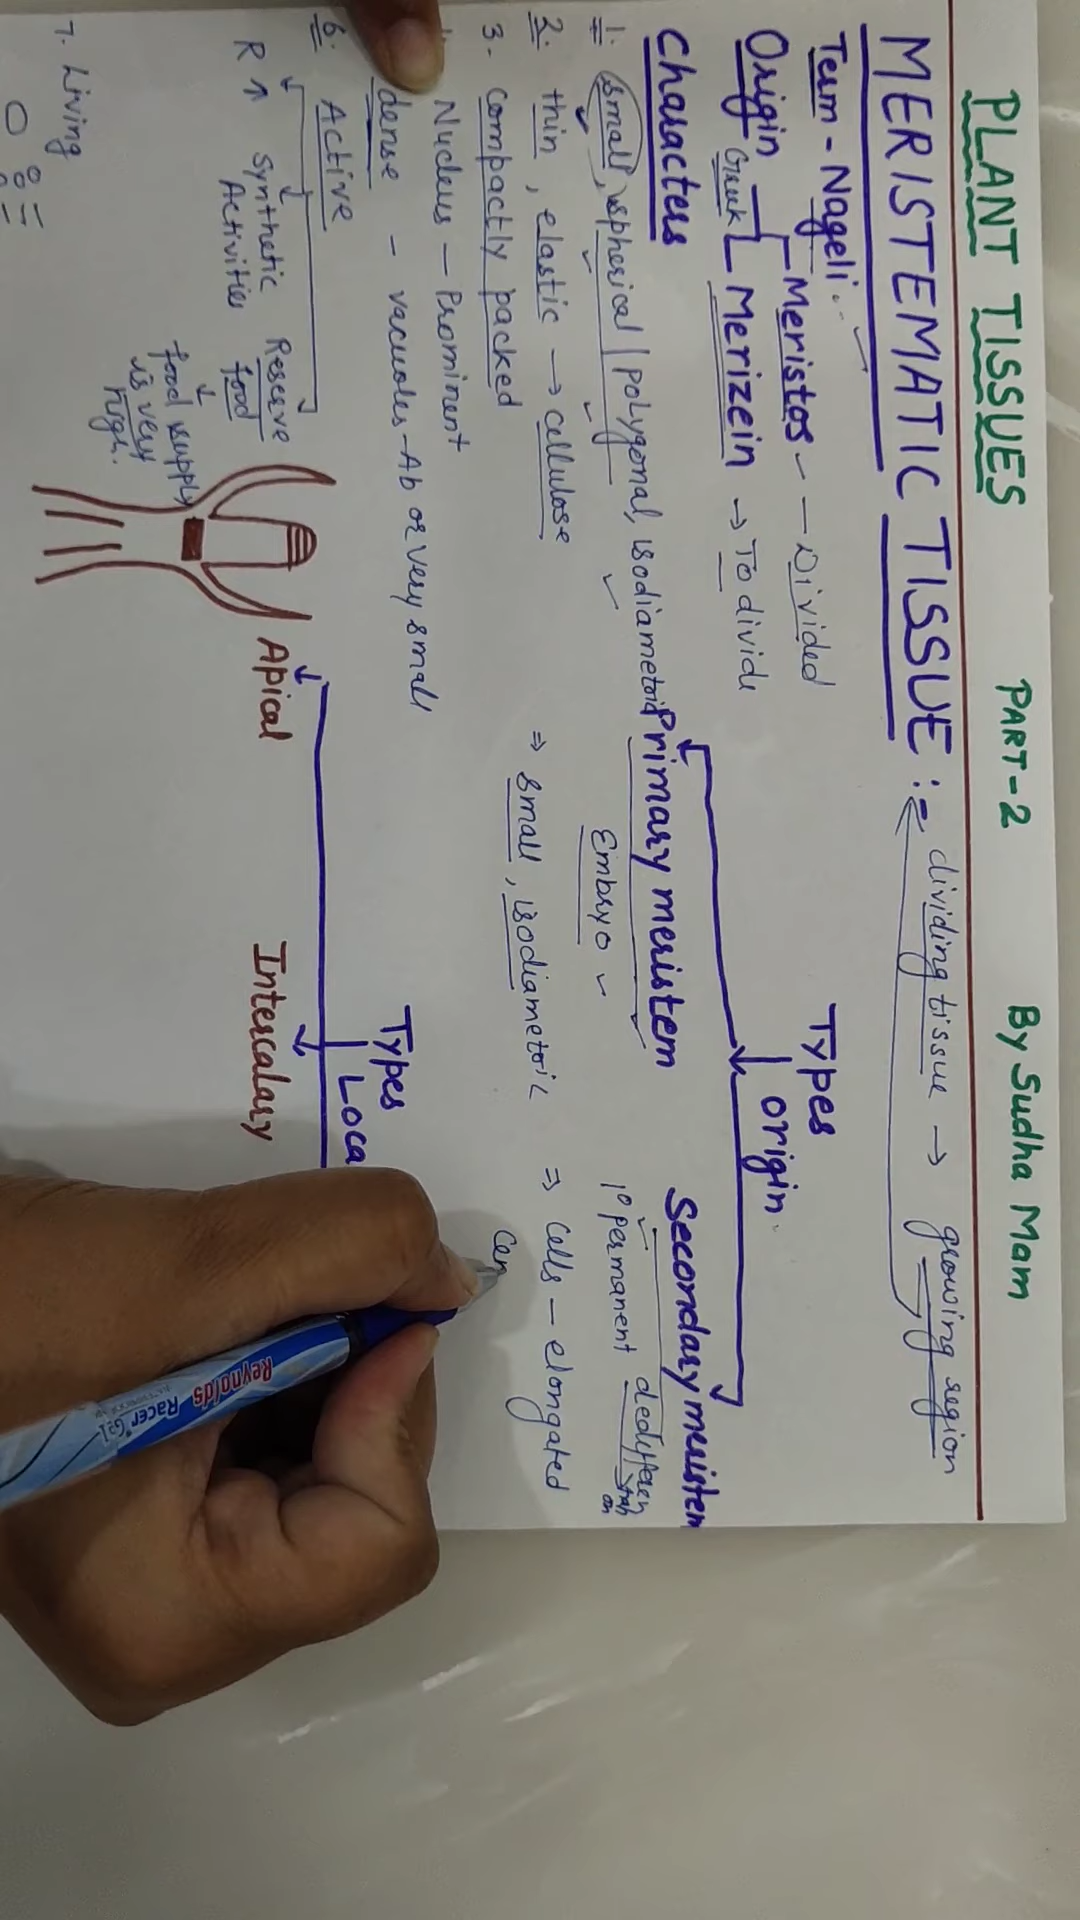 PLANT TISSUES PART-2 By Sudha Mam
MERISTEMATIC TISSUE :- dividing tissue → growing region
Term - Nageli
Origin Meristos - Divided
Greek Merizein → To divide
Characters
1. small, spherical / polygonal, isodiametric
2. thin, elastic → cellulose
3. compactly packed
Nucleus - Prominent
dense - vacuoles - Ab or very small
6. Active
R ↑ Synthetic Activities Reserve food
↓
food supply is very high.
7. Living
Types
origin
Primary meristem
Embryo
⇒ small, isodiametric
Secondary meristem
1° permanent dedifferentiation
⇒ cells - elongated
Types
Loca
Apical
Intercalary
Reynolds
Racer Gel